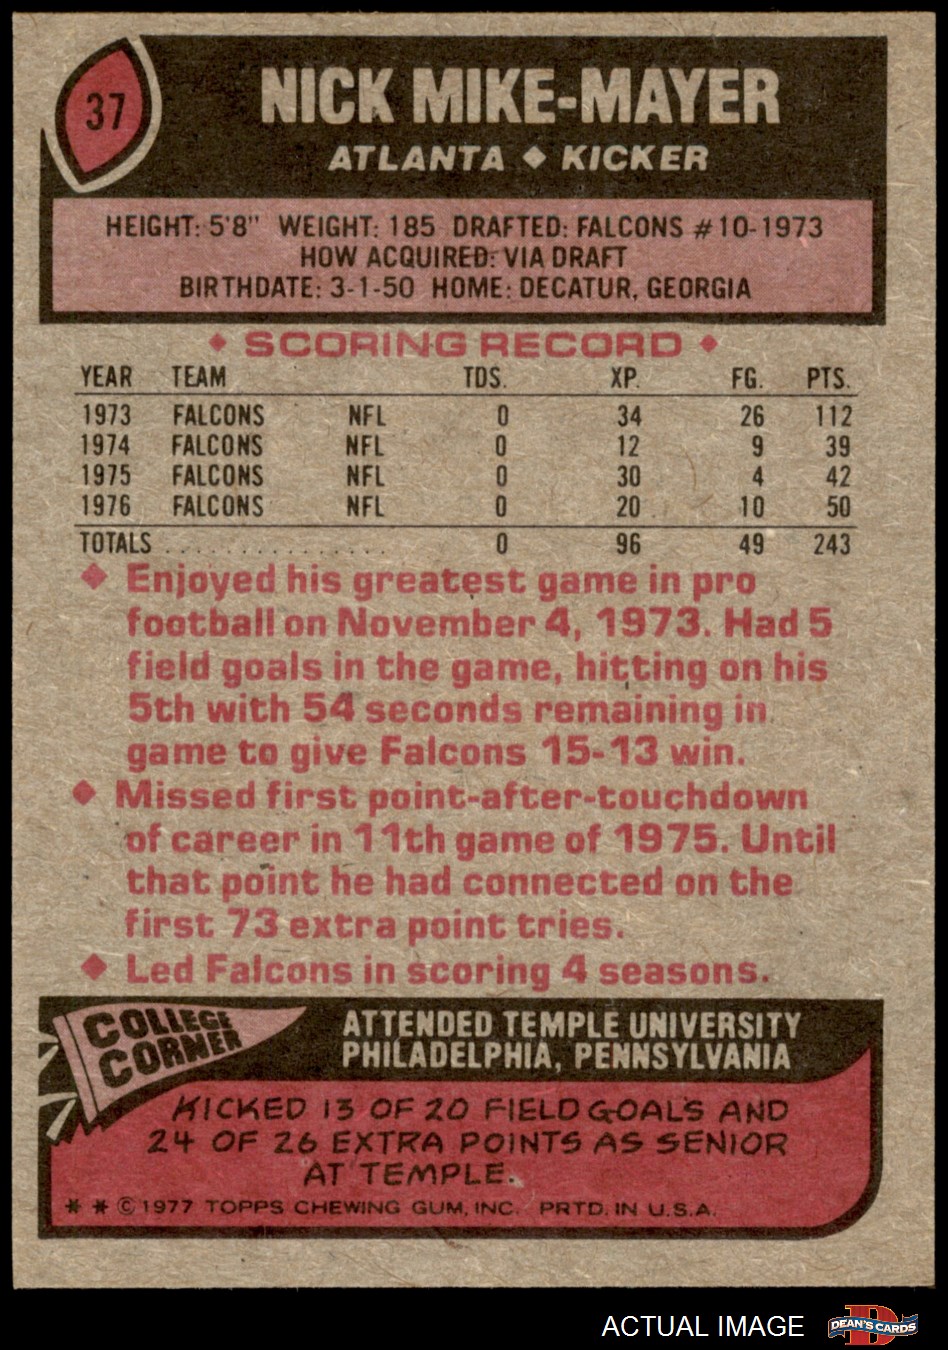 37
NICK MIKE-MAYER
ATLANTA ◆ KICKER
HEIGHT: 5'8" WEIGHT: 185 DRAFTED: FALCONS #10-1973
HOW ACQUIRED: VIA DRAFT
BIRTHDATE: 3-1-50 HOME: DECATUR, GEORGIA
◆ SCORING RECORD ◆
YEAR TEAM TDS. XP. FG. PTS.
1973 FALCONS NFL 0 34 26 112
1974 FALCONS NFL 0 12 9 39
1975 FALCONS NFL 0 30 4 42
1976 FALCONS NFL 0 20 10 50
TOTALS . . . . . . . . . . . . . . . 0 96 49 243
◆ Enjoyed his greatest game in pro
football on November 4, 1973. Had 5
field goals in the game, hitting on his
5th with 54 seconds remaining in
game to give Falcons 15-13 win.
◆ Missed first point-after-touchdown
of career in 11th game of 1975. Until
that point he had connected on the
first 73 extra point tries.
◆ Led Falcons in scoring 4 seasons.
COLLEGE
CORNER
ATTENDED TEMPLE UNIVERSITY
PHILADELPHIA, PENNSYLVANIA
KICKED 13 OF 20 FIELD GOALS AND
24 OF 26 EXTRA POINTS AS SENIOR
AT TEMPLE.
* * © 1977 TOPPS CHEWING GUM, INC. PRTD. IN U.S.A.
ACTUAL IMAGE
D
DEAN'S CARDS